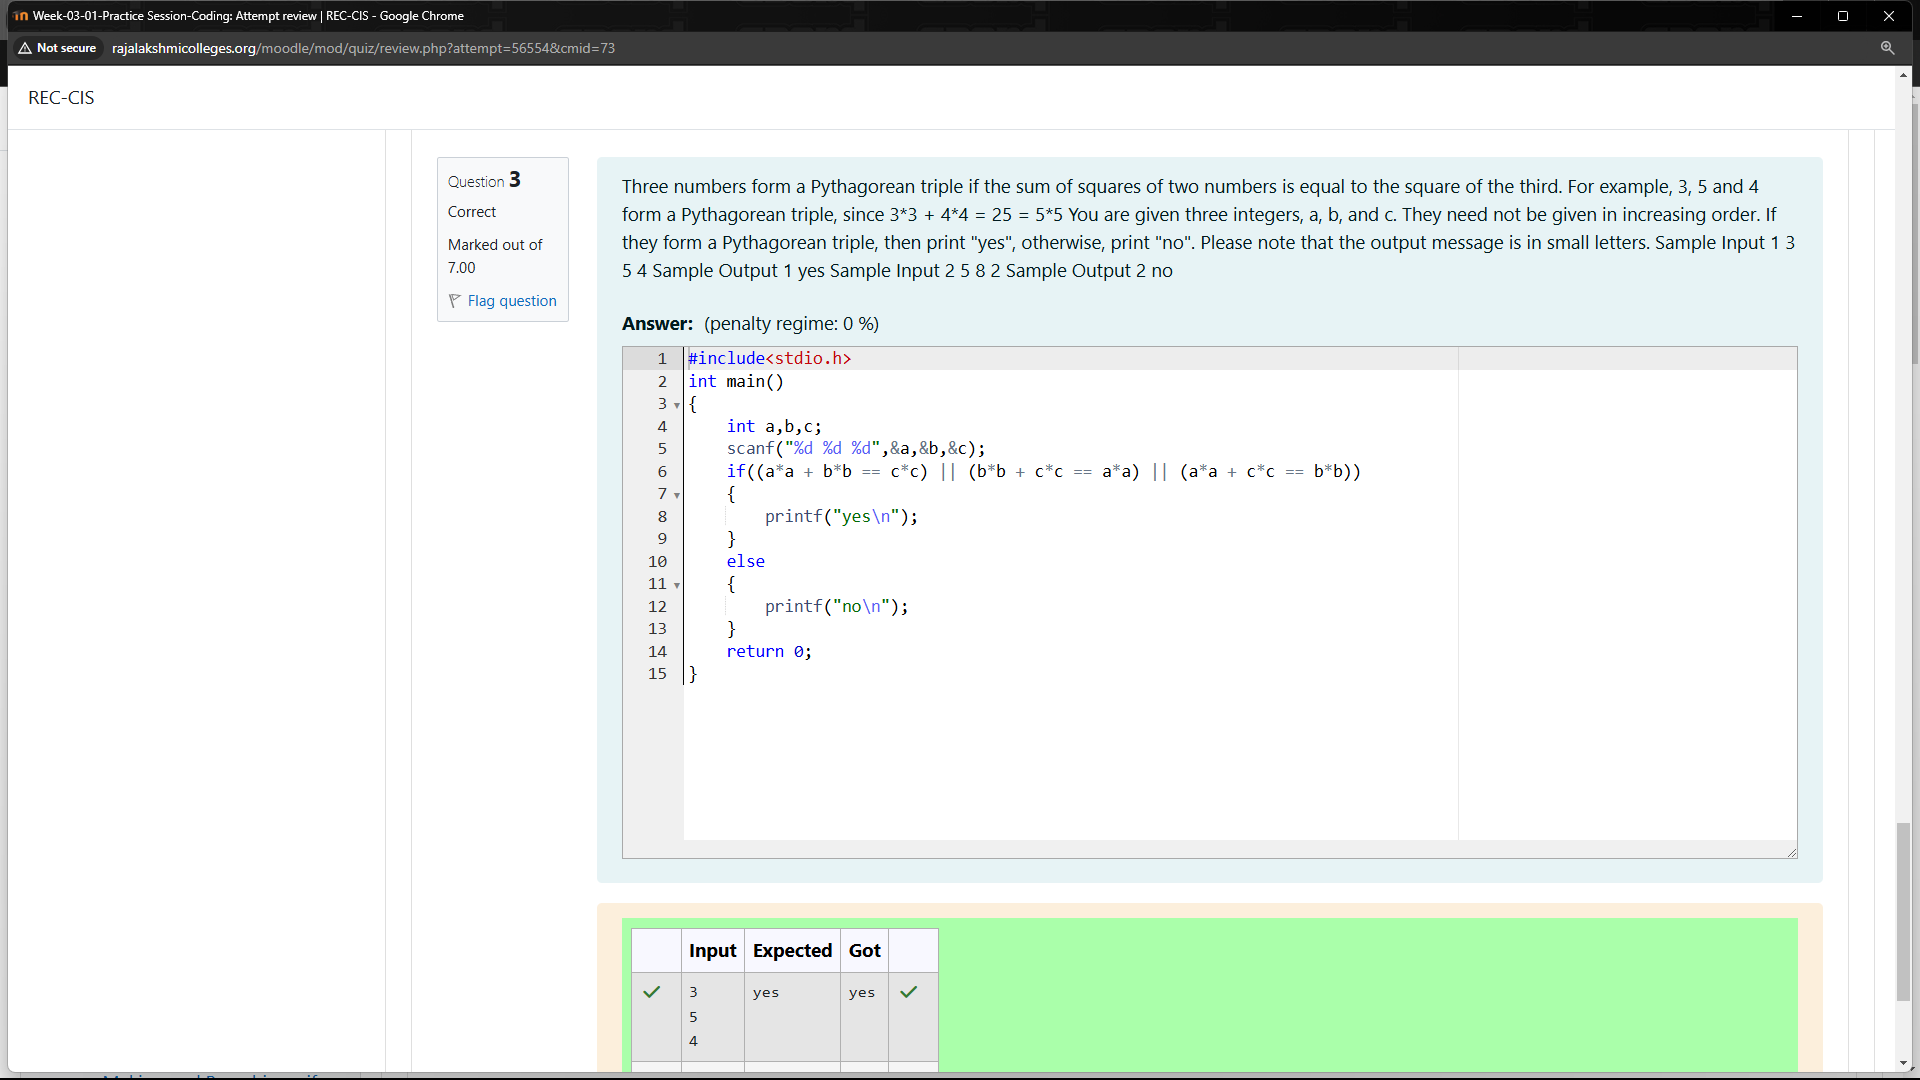 Week-03-01-Practice Session-Coding: Attempt review | REC-CIS - Google Chrome
Not secure rajalakshmicolleges.org/moodle/mod/quiz/review.php?attempt=56554&cmid=73
REC-CIS
Question 3
Correct
Marked out of
7.00
Flag question
Three numbers form a Pythagorean triple if the sum of squares of two numbers is equal to the square of the third. For example, 3, 5 and 4
form a Pythagorean triple, since 3*3 + 4*4 = 25 = 5*5 You are given three integers, a, b, and c. They need not be given in increasing order. If
they form a Pythagorean triple, then print "yes", otherwise, print "no". Please note that the output message is in small letters. Sample Input 1 3
5 4 Sample Output 1 yes Sample Input 2 5 8 2 Sample Output 2 no
Answer: (penalty regime: 0 %)
1 #include<stdio.h>
2 int main()
3 {
4 int a,b,c;
5 scanf("%d %d %d",&a,&b,&c);
6 if((a*a + b*b == c*c) || (b*b + c*c == a*a) || (a*a + c*c == b*b))
7 {
8 printf("yes\n");
9 }
10 else
11 {
12 printf("no\n");
13 }
14 return 0;
15 }
Input Expected Got
3 yes yes
5
4